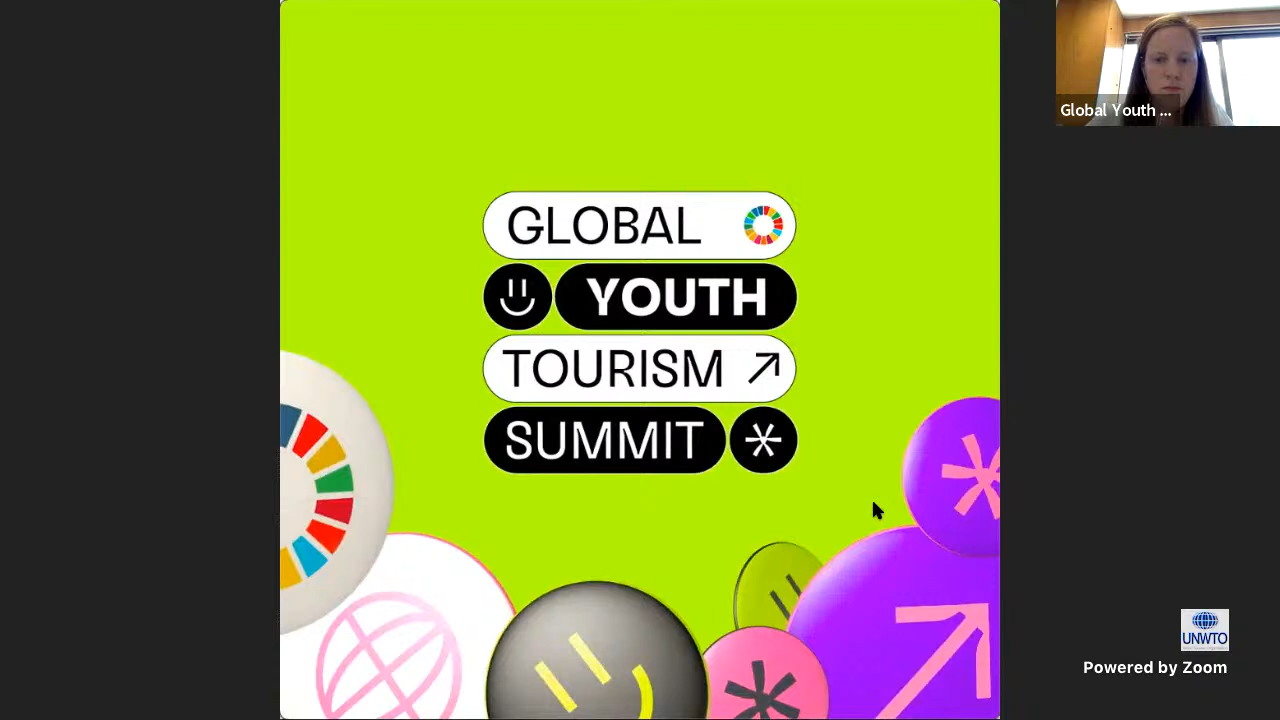 GLOBAL
YOUTH
TOURISM
SUMMIT
Global Youth ...
UNWTO
Powered by Zoom